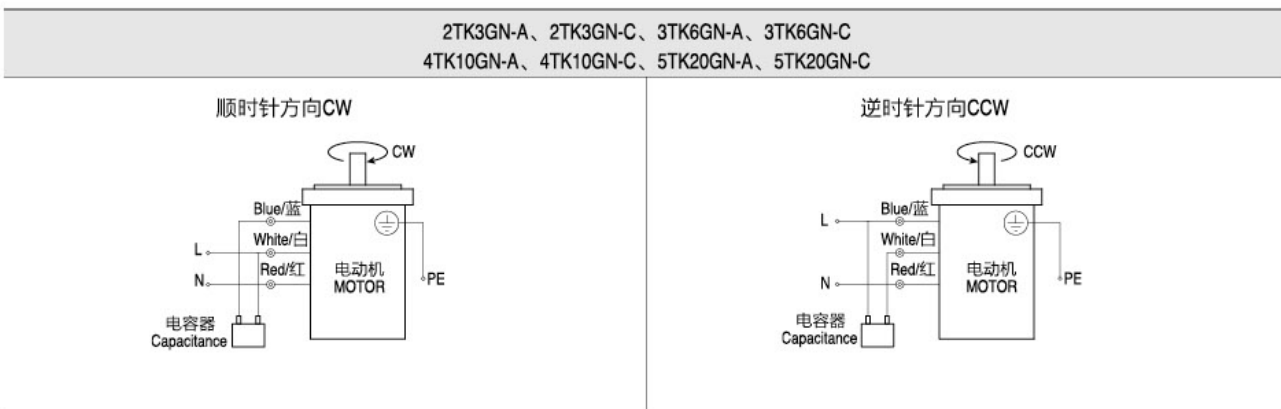 2TK3GN-A、2TK3GN-C、3TK6GN-A、3TK6GN-C
4TK10GN-A、4TK10GN-C、5TK20GN-A、5TK20GN-C
顺时针方向CW
CW
Blue/蓝
L
White/白
N
Red/红
电动机
MOTOR
PE
电容器
Capacitance
逆时针方向CCW
CCW
L
Blue/蓝
White/白
N
Red/红
电动机
MOTOR
PE
电容器
Capacitance